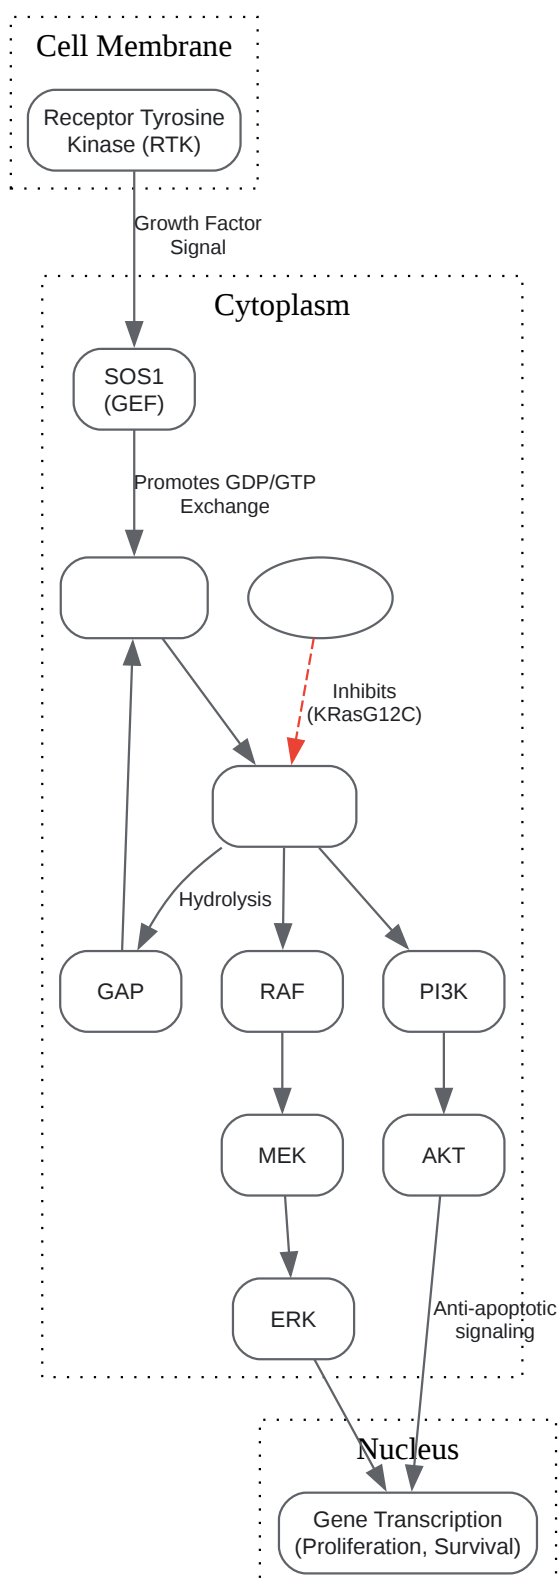 Cell Membrane
Receptor Tyrosine
Kinase (RTK)
Growth Factor
Signal
Cytoplasm
SOS1
(GEF)
Promotes GDP/GTP
Exchange
Inhibits
(KRasG12C)
Hydrolysis
GAP
RAF
PI3K
MEK
AKT
ERK
Anti-apoptotic
signaling
Nucleus
Gene Transcription
(Proliferation, Survival)